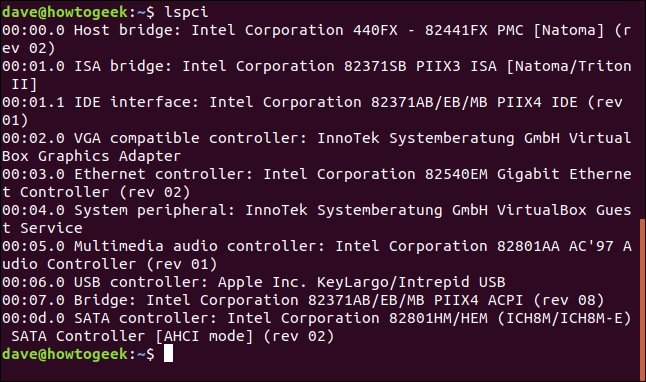 dave@howtogeek:~$ lspci
00:00.0 Host bridge: Intel Corporation 440FX - 82441FX PMC [Natoma] (r
ev 02)
00:01.0 ISA bridge: Intel Corporation 82371SB PIIX3 ISA [Natoma/Triton
 II]
00:01.1 IDE interface: Intel Corporation 82371AB/EB/MB PIIX4 IDE (rev
01)
00:02.0 VGA compatible controller: InnoTek Systemberatung GmbH Virtual
Box Graphics Adapter
00:03.0 Ethernet controller: Intel Corporation 82540EM Gigabit Etherne
t Controller (rev 02)
00:04.0 System peripheral: InnoTek Systemberatung GmbH VirtualBox Gues
t Service
00:05.0 Multimedia audio controller: Intel Corporation 82801AA AC'97 A
udio Controller (rev 01)
00:06.0 USB controller: Apple Inc. KeyLargo/Intrepid USB
00:07.0 Bridge: Intel Corporation 82371AB/EB/MB PIIX4 ACPI (rev 08)
00:0d.0 SATA controller: Intel Corporation 82801HM/HEM (ICH8M/ICH8M-E)
 SATA Controller [AHCI mode] (rev 02)
dave@howtogeek:~$